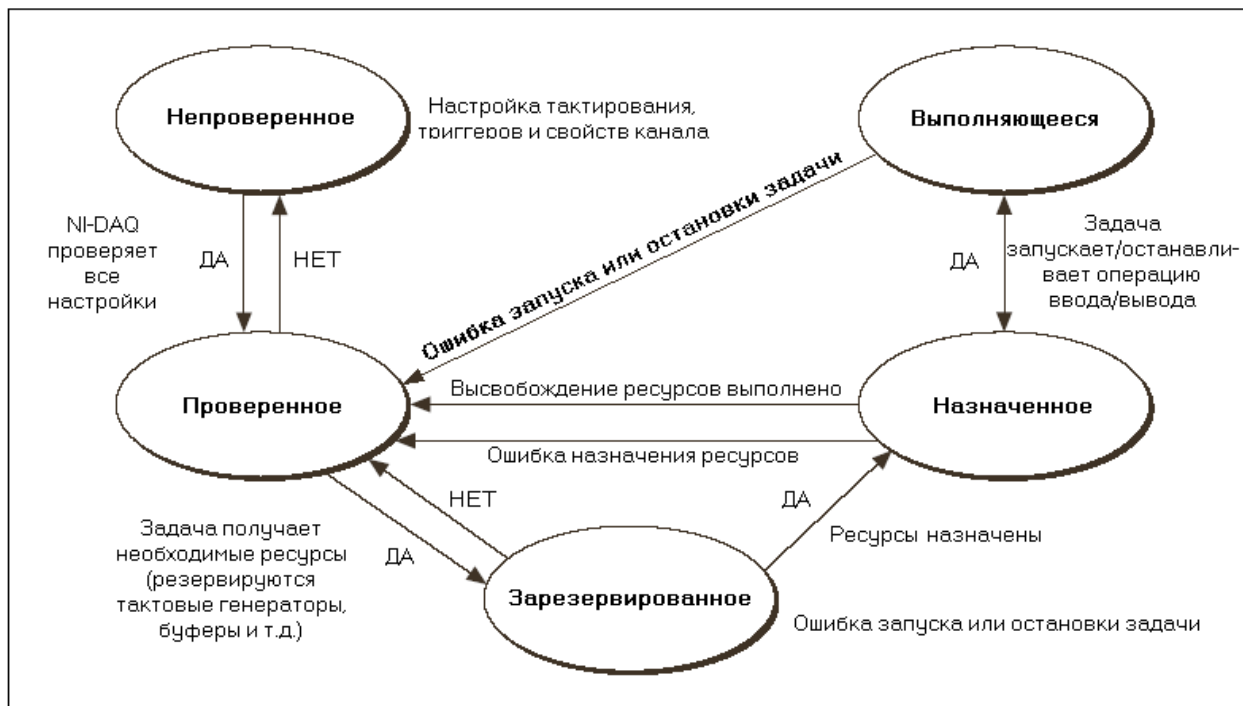 Непроверенное
Настройка тактирования,
триггеров и свойств канала
Выполняющееся
NI-DAQ
проверяет
все
настройки
ДА
НЕТ
Ошибка запуска или остановки задачи
ДА
Задача
запускает/останавли-
вает операцию
ввода/вывода
Проверенное
Высвобождение ресурсов выполнено
Назначенное
Ошибка назначения ресурсов
Задача получает
необходимые ресурсы
(резервируются
тактовые генераторы,
буферы и т.д.)
ДА
НЕТ
ДА
Ресурсы назначены
Зарезервированное
Ошибка запуска или остановки задачи